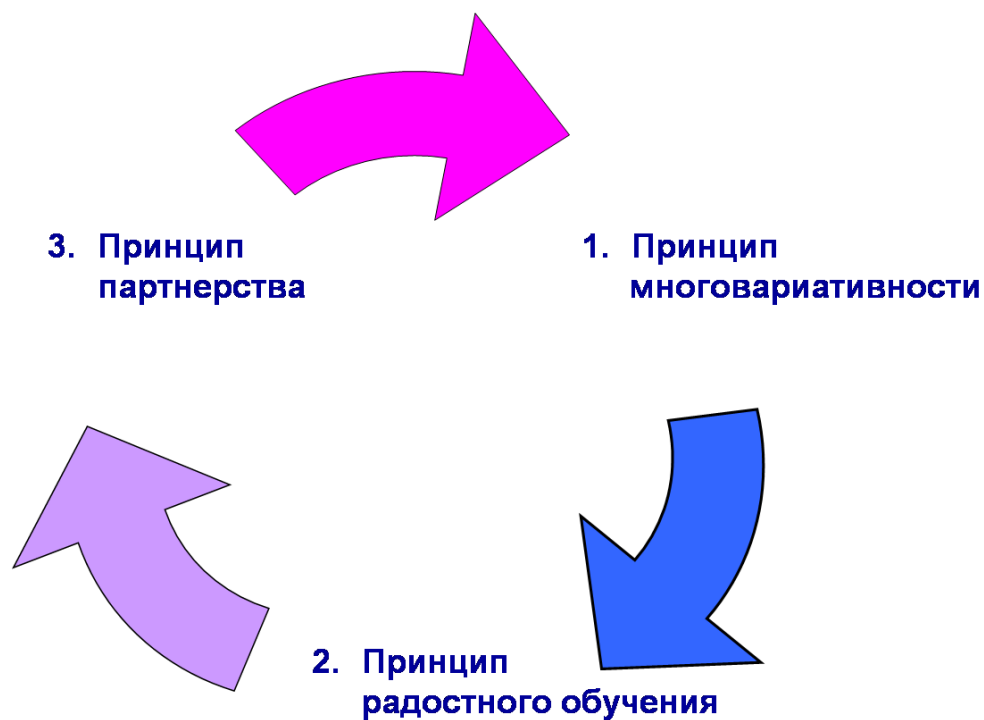 3. Принцип
партнерства
1. Принцип
многовариативности
2. Принцип
радостного обучения